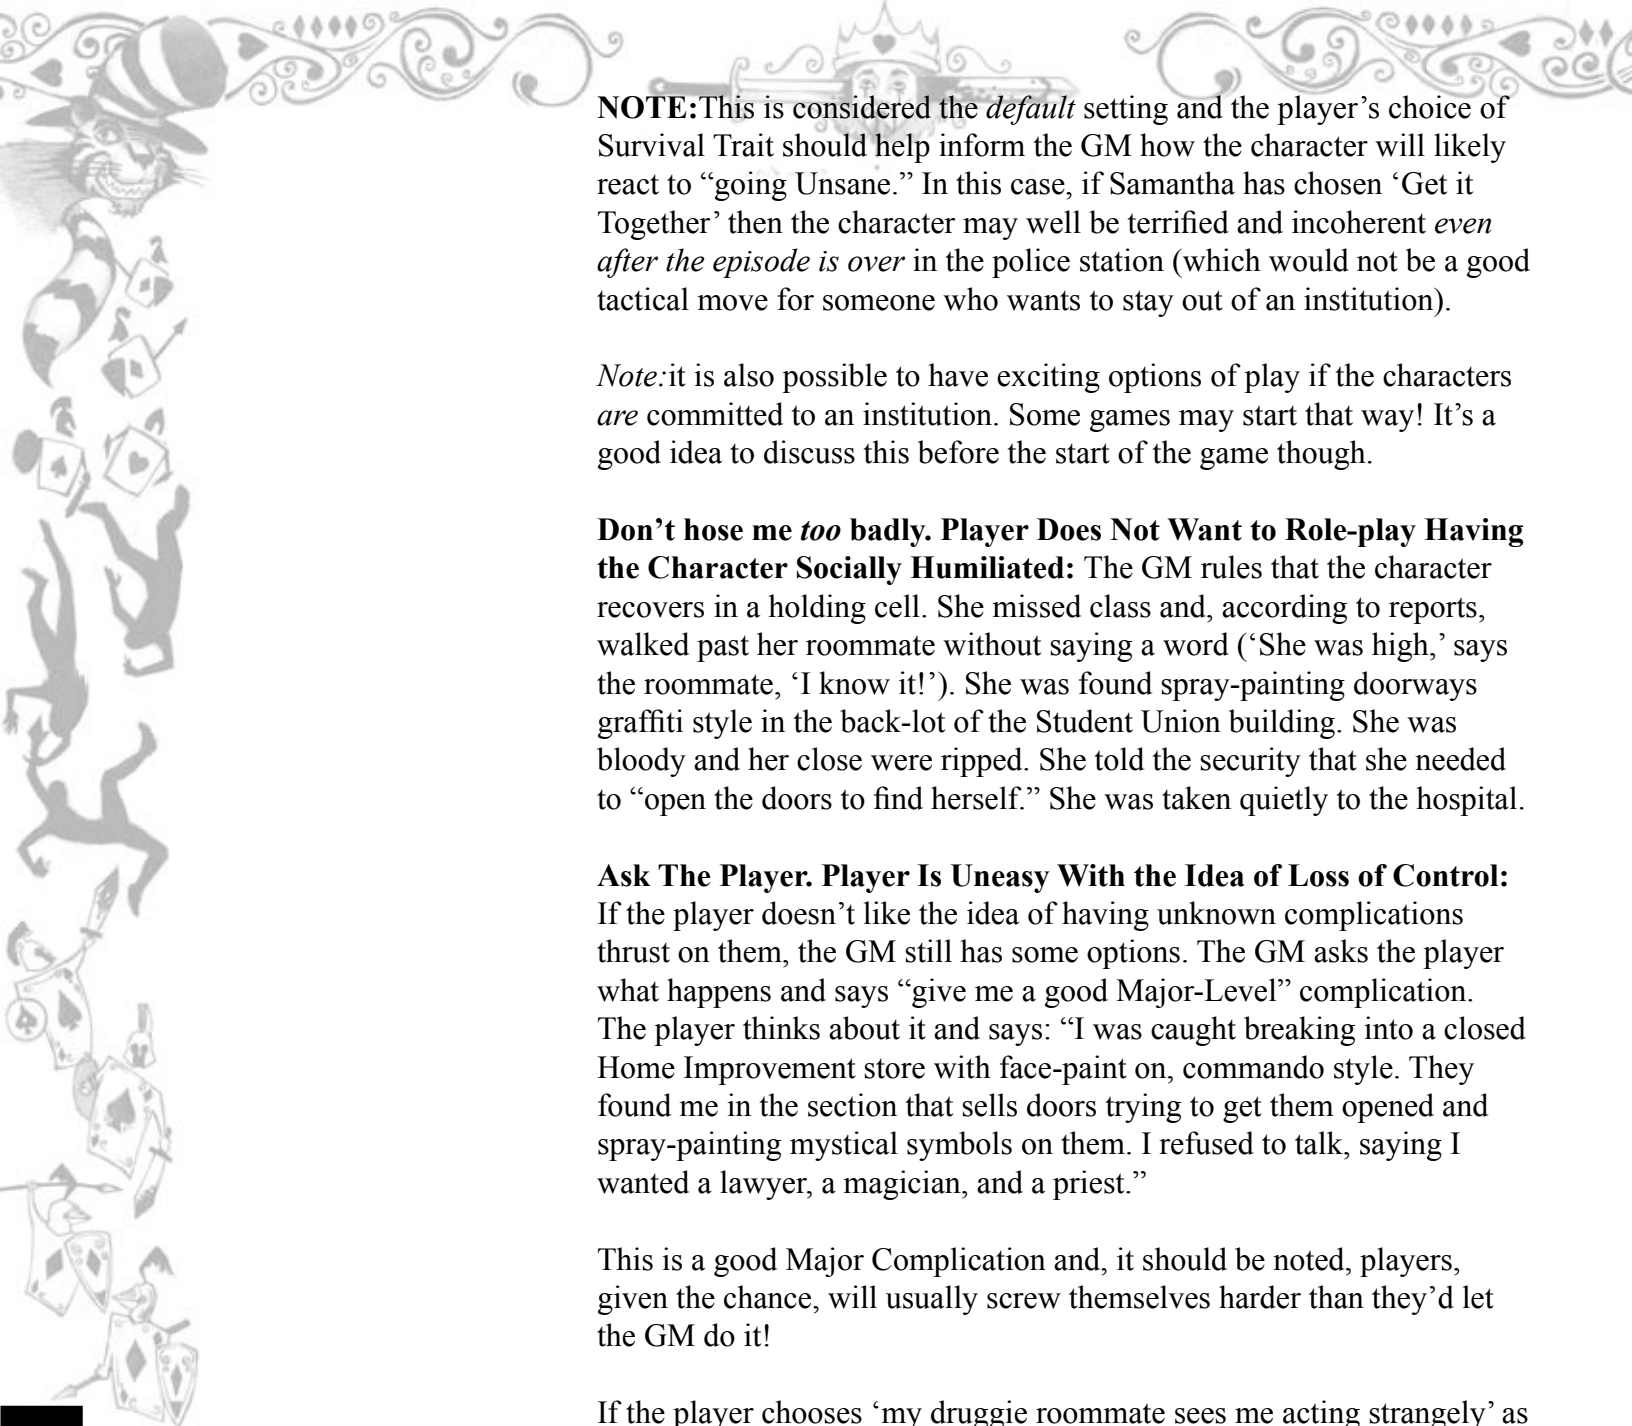 NOTE:This is considered the default setting and the player’s choice of
Survival Trait should help inform the GM how the character will likely
react to “going Unsane.” In this case, if Samantha has chosen ‘Get it
Together’ then the character may well be terrified and incoherent even
after the episode is over in the police station (which would not be a good
tactical move for someone who wants to stay out of an institution).
Note:it is also possible to have exciting options of play if the characters
are committed to an institution. Some games may start that way! It’s a
good idea to discuss this before the start of the game though.
Don’t hose me too badly. Player Does Not Want to Role-play Having
the Character Socially Humiliated: The GM rules that the character
recovers in a holding cell. She missed class and, according to reports,
walked past her roommate without saying a word (‘She was high,’ says
the roommate, ‘I know it!’). She was found spray-painting doorways
graffiti style in the back-lot of the Student Union building. She was
bloody and her close were ripped. She told the security that she needed
to “open the doors to find herself.” She was taken quietly to the hospital.
Ask The Player. Player Is Uneasy With the Idea of Loss of Control:
If the player doesn’t like the idea of having unknown complications
thrust on them, the GM still has some options. The GM asks the player
what happens and says “give me a good Major-Level” complication.
The player thinks about it and says: “I was caught breaking into a closed
Home Improvement store with face-paint on, commando style. They
found me in the section that sells doors trying to get them opened and
spray-painting mystical symbols on them. I refused to talk, saying I
wanted a lawyer, a magician, and a priest.”
This is a good Major Complication and, it should be noted, players,
given the chance, will usually screw themselves harder than they’d let
the GM do it!
If the player chooses ‘my druggie roommate sees me acting strangely’ as